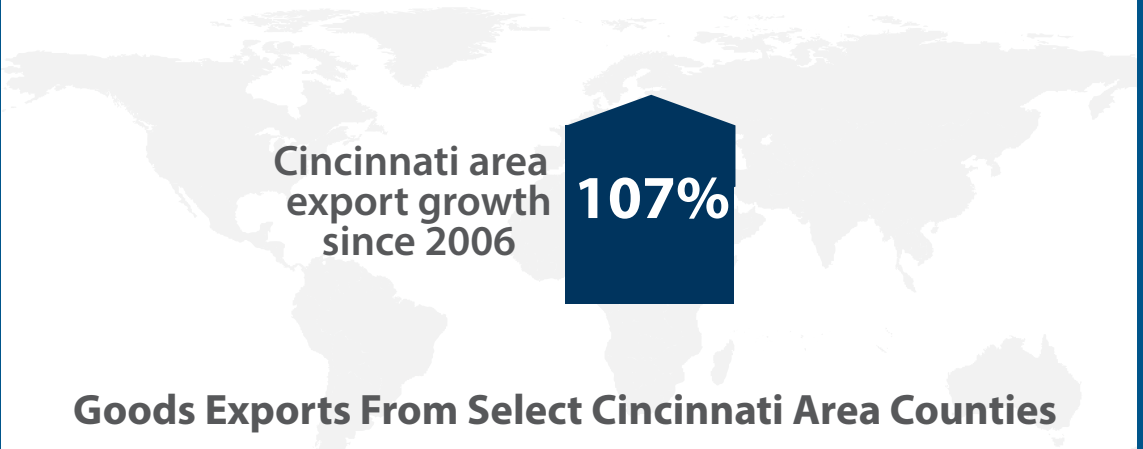 Cincinnati area
export growth
since 2006
107%
Goods Exports From Select Cincinnati Area Counties